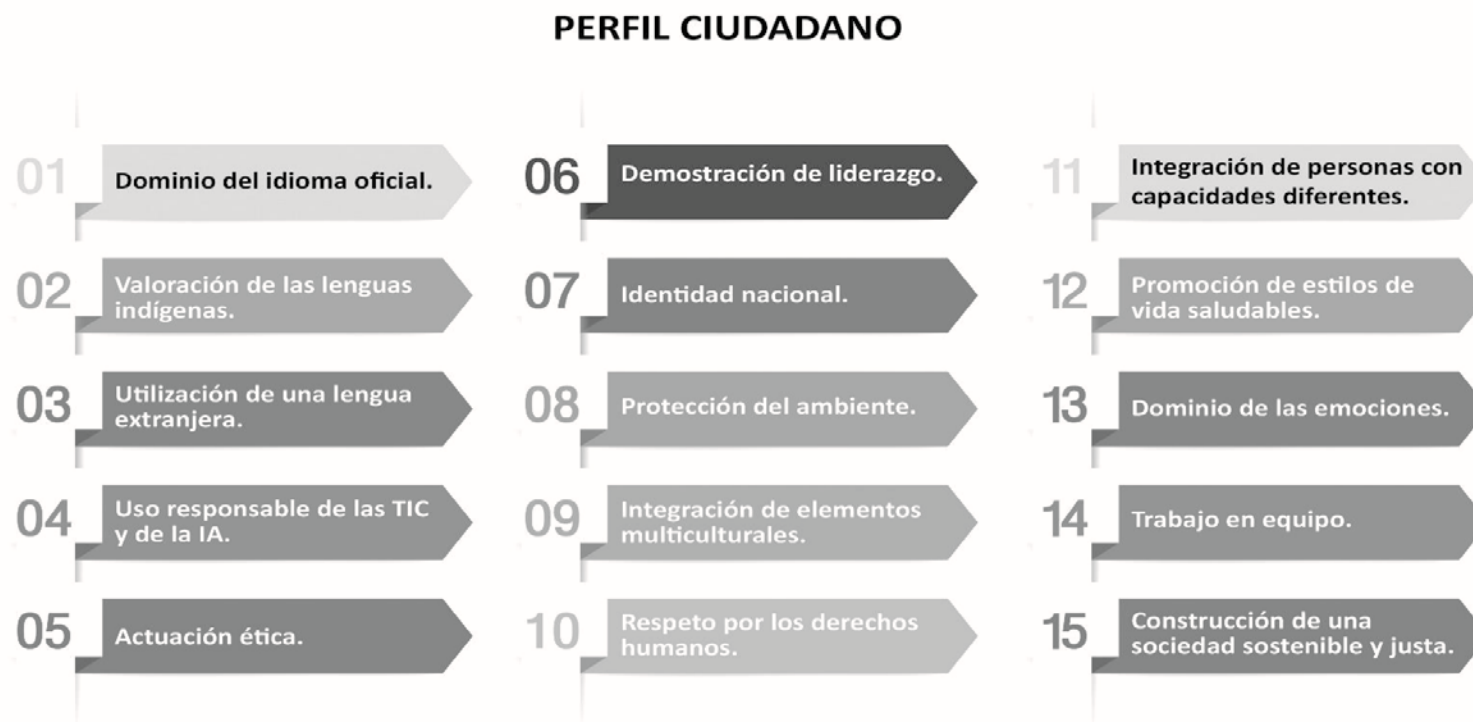 PERFIL CIUDADANO
01
Dominio del idioma oficial.
02
Valoración de las lenguas
indígenas.
03
Utilización de una lengua
extranjera.
04
Uso responsable de las TIC
y de la IA.
05
Actuación ética.
06
Demostración de liderazgo.
07
Identidad nacional.
08
Protección del ambiente.
09
Integración de elementos
multiculturales.
10
Respeto por los derechos
humanos.
11
Integración de personas con
capacidades diferentes.
12
Promoción de estilos de
vida saludables.
13
Dominio de las emociones.
14
Trabajo en equipo.
15
Construcción de una
sociedad sostenible y justa.